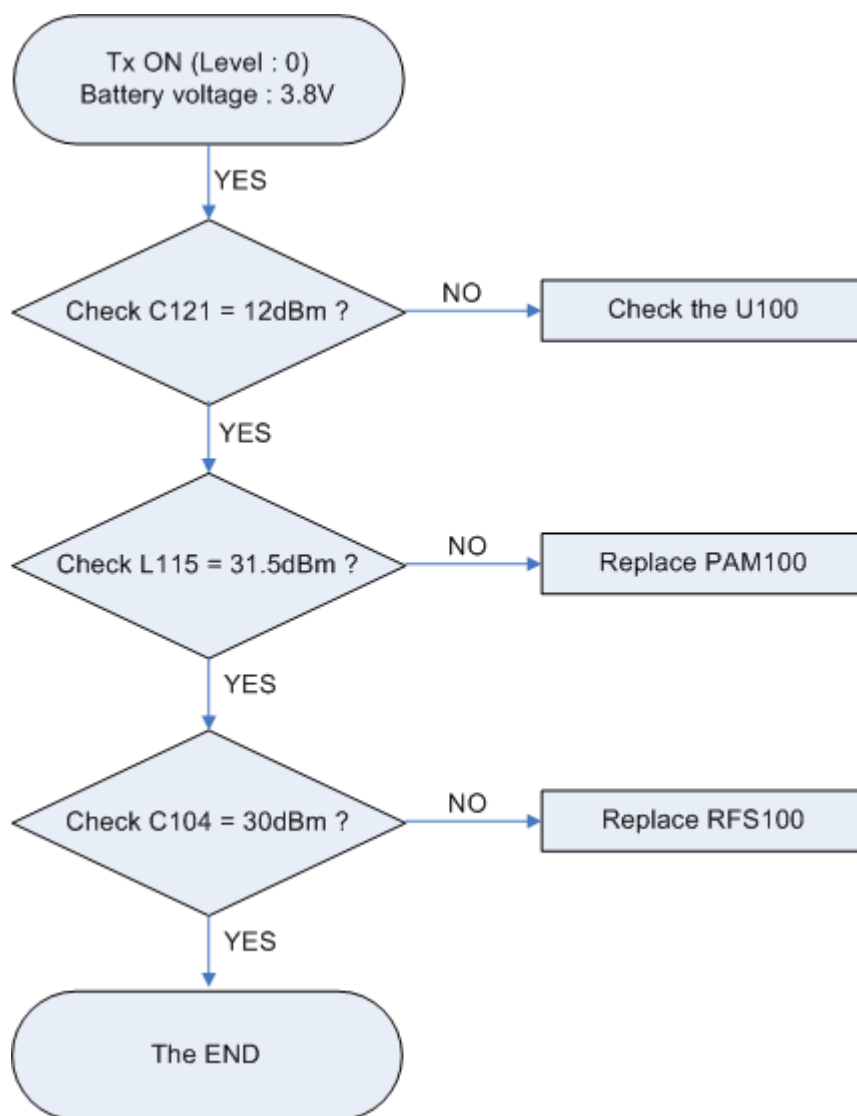 Tx ON (Level : 0)
Battery voltage : 3.8V
YES
Check C121 = 12dBm ?
NO
Check the U100
YES
Check L115 = 31.5dBm ?
NO
Replace PAM100
YES
Check C104 = 30dBm ?
NO
Replace RFS100
YES
The END